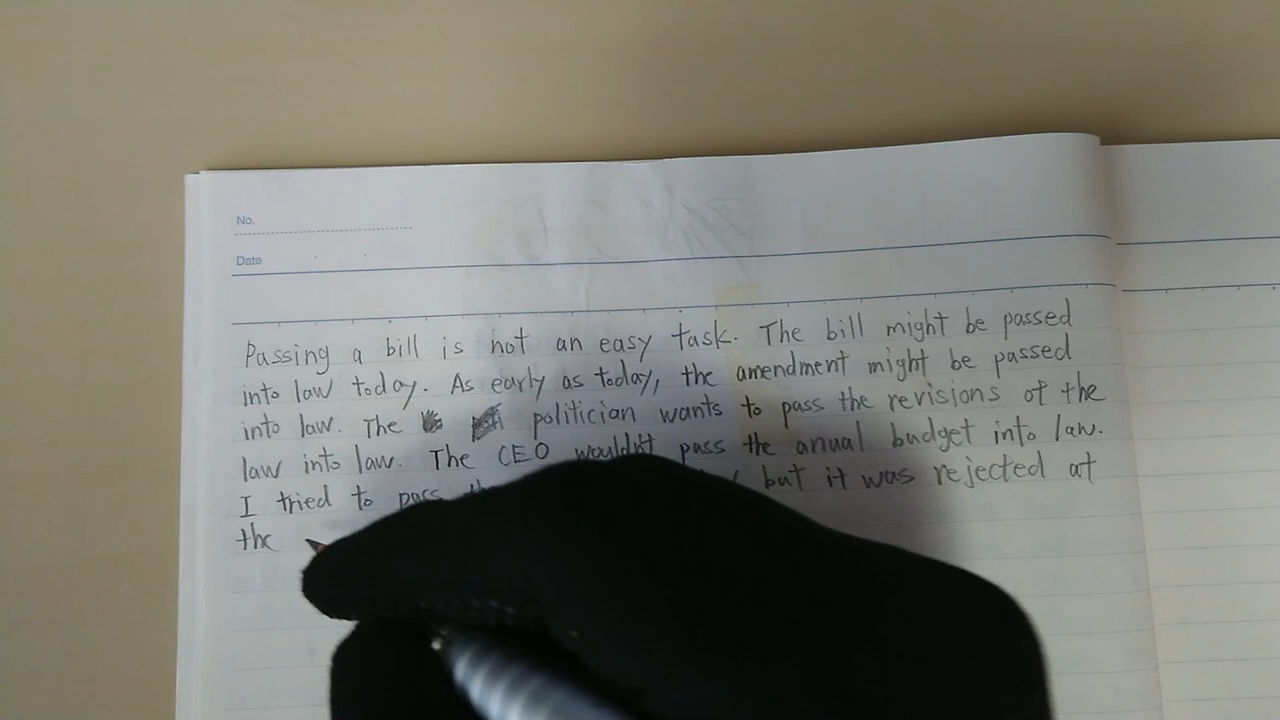 No.
Date
Passing a bill is not an easy task. The bill might be passed
into law today. As early as today, the amendment might be passed
into law. The politician wants to pass the revisions of the
law into law. The CEO wouldn't pass the anual budget into law.
I tried to pass but it was rejected at
the